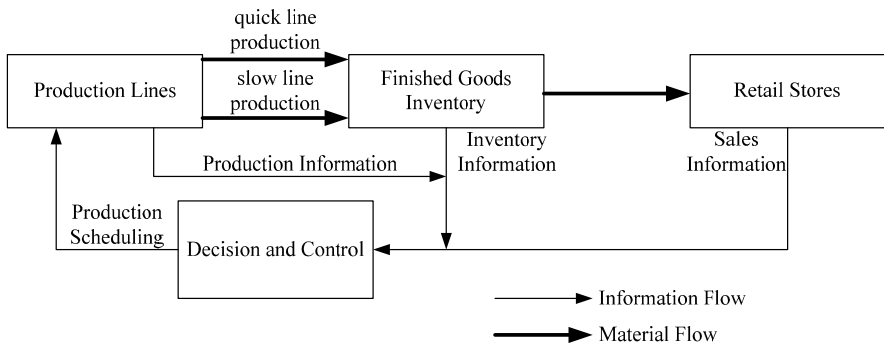 quick line
production
Production Lines
slow line
production
Finished Goods
Inventory
Retail Stores
Production Information
Inventory
Information
Sales
Information
Production
Scheduling
Decision and Control
Information Flow
Material Flow